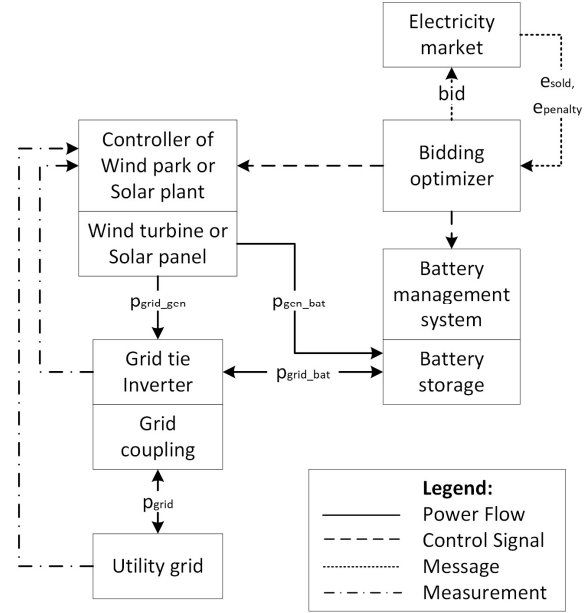 Electricity
market
bid
esold,
epenalty
Controller of
Wind park or
Solar plant
Bidding
optimizer
Wind turbine or
Solar panel
Battery
management
system
pgrid_gen
pgen_bat
Grid tie
Inverter
pgrid_bat
Battery
storage
Grid
coupling
pgrid
Utility grid
Legend:
Power Flow
Control Signal
Message
Measurement